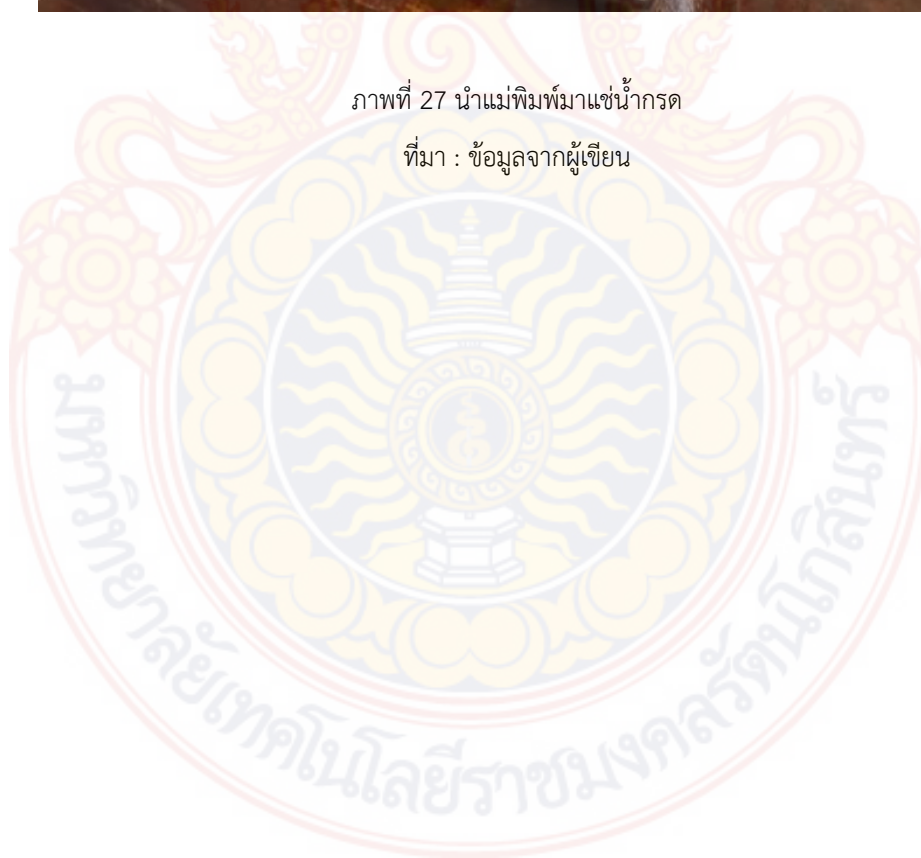 ภาพที่ 27 นำแม่พิมพ์มาแช่น้ำกรด
ที่มา : ข้อมูลจากผู้เขียน
มหาวิทยาลัยเทคโนโลยีราชมงคลรัตนโกสินทร์